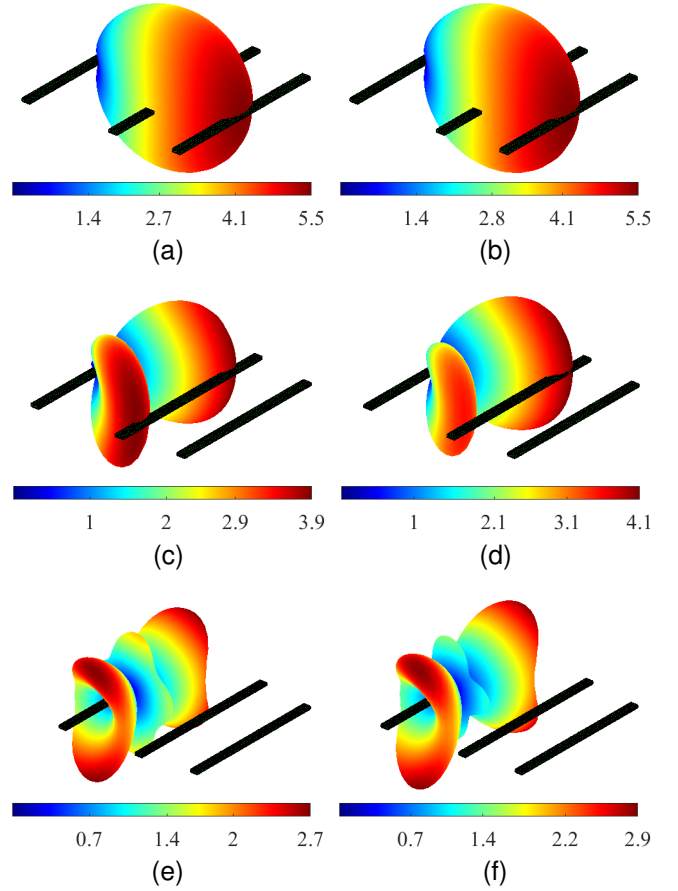 1.4 2.7 4.1 5.5 1.4 2.8 4.1 5.5
(a) (b)
1 2 2.9 3.9 1 2.1 3.1 4.1
(c) (d)
0.7 1.4 2 2.7 0.7 1.4 2.2 2.9
(e) (f)